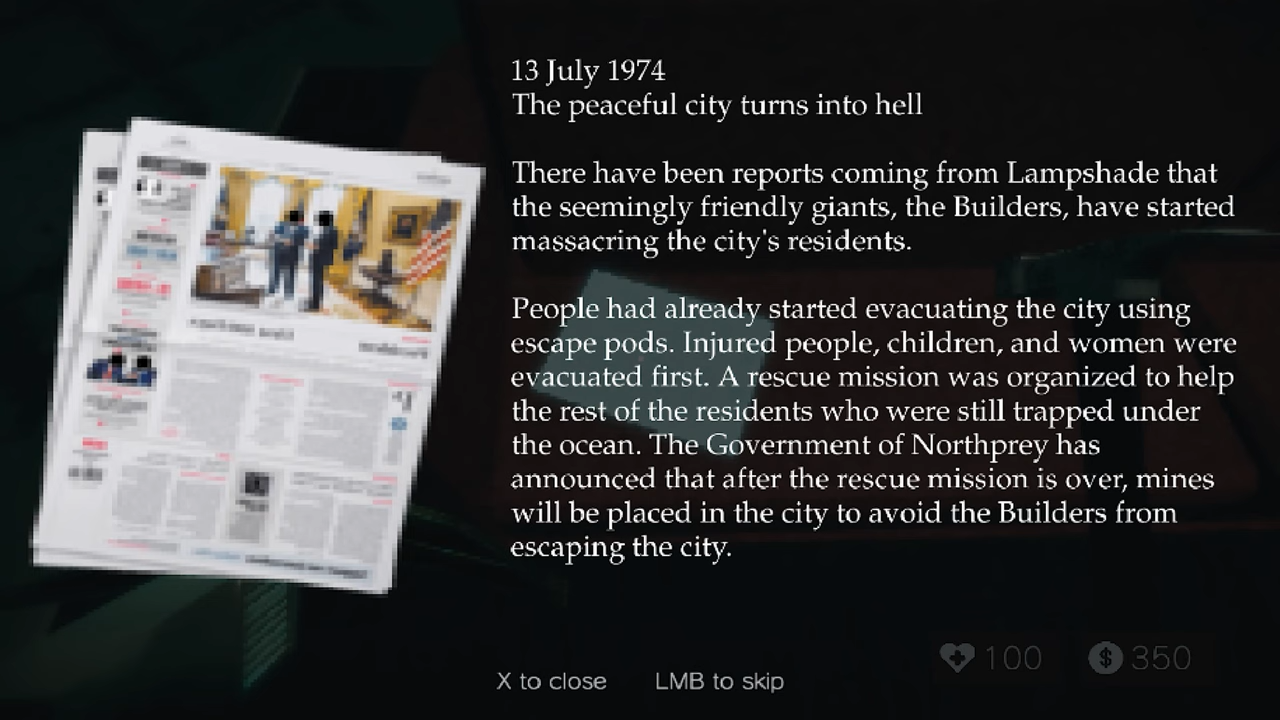 13 July 1974
The peaceful city turns into hell
There have been reports coming from Lampshade that
the seemingly friendly giants, the Builders, have started
massacring the city's residents.
People had already started evacuating the city using
escape pods. Injured people, children, and women were
evacuated first. A rescue mission was organized to help
the rest of the residents who were still trapped under
the ocean. The Government of Northprey has
announced that after the rescue mission is over, mines
will be placed in the city to avoid the Builders from
escaping the city.
100 350
X to close LMB to skip